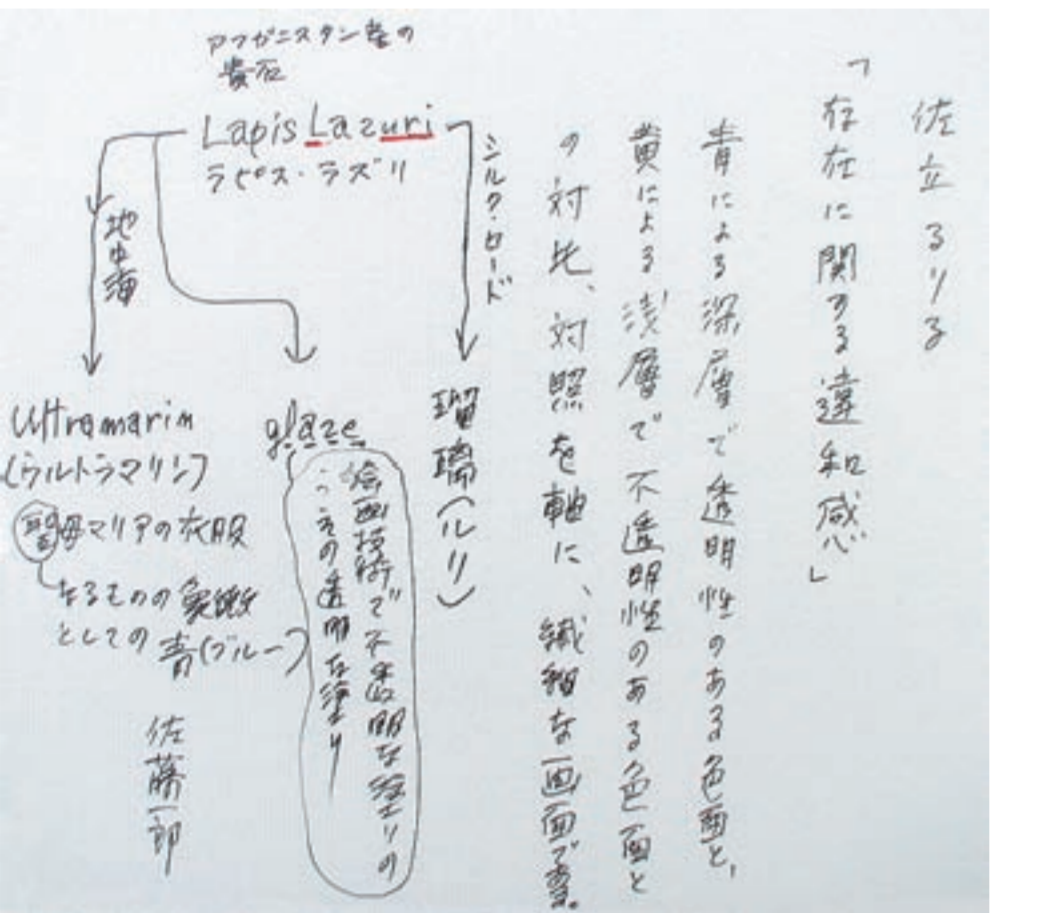 佐立るりる
「存在に関する違和感」
青による深層で透明性のある色面と、
黄による浅層で不透明性のある色面と
の対比、対照を軸に、繊細な画面です。
アフガニスタン産の
貴石
Lapis Lazuri
ラピス・ラズリ
シルク・ロード
瑠璃(ルリ)
glaze
絵画技術で不透明な塗りの
うえの透明な塗り
地中海
Ultramarin
(ウルトラマリン)
聖母マリアの衣服
なるものの象徴
としての青(ブルー)
佐藤一郎